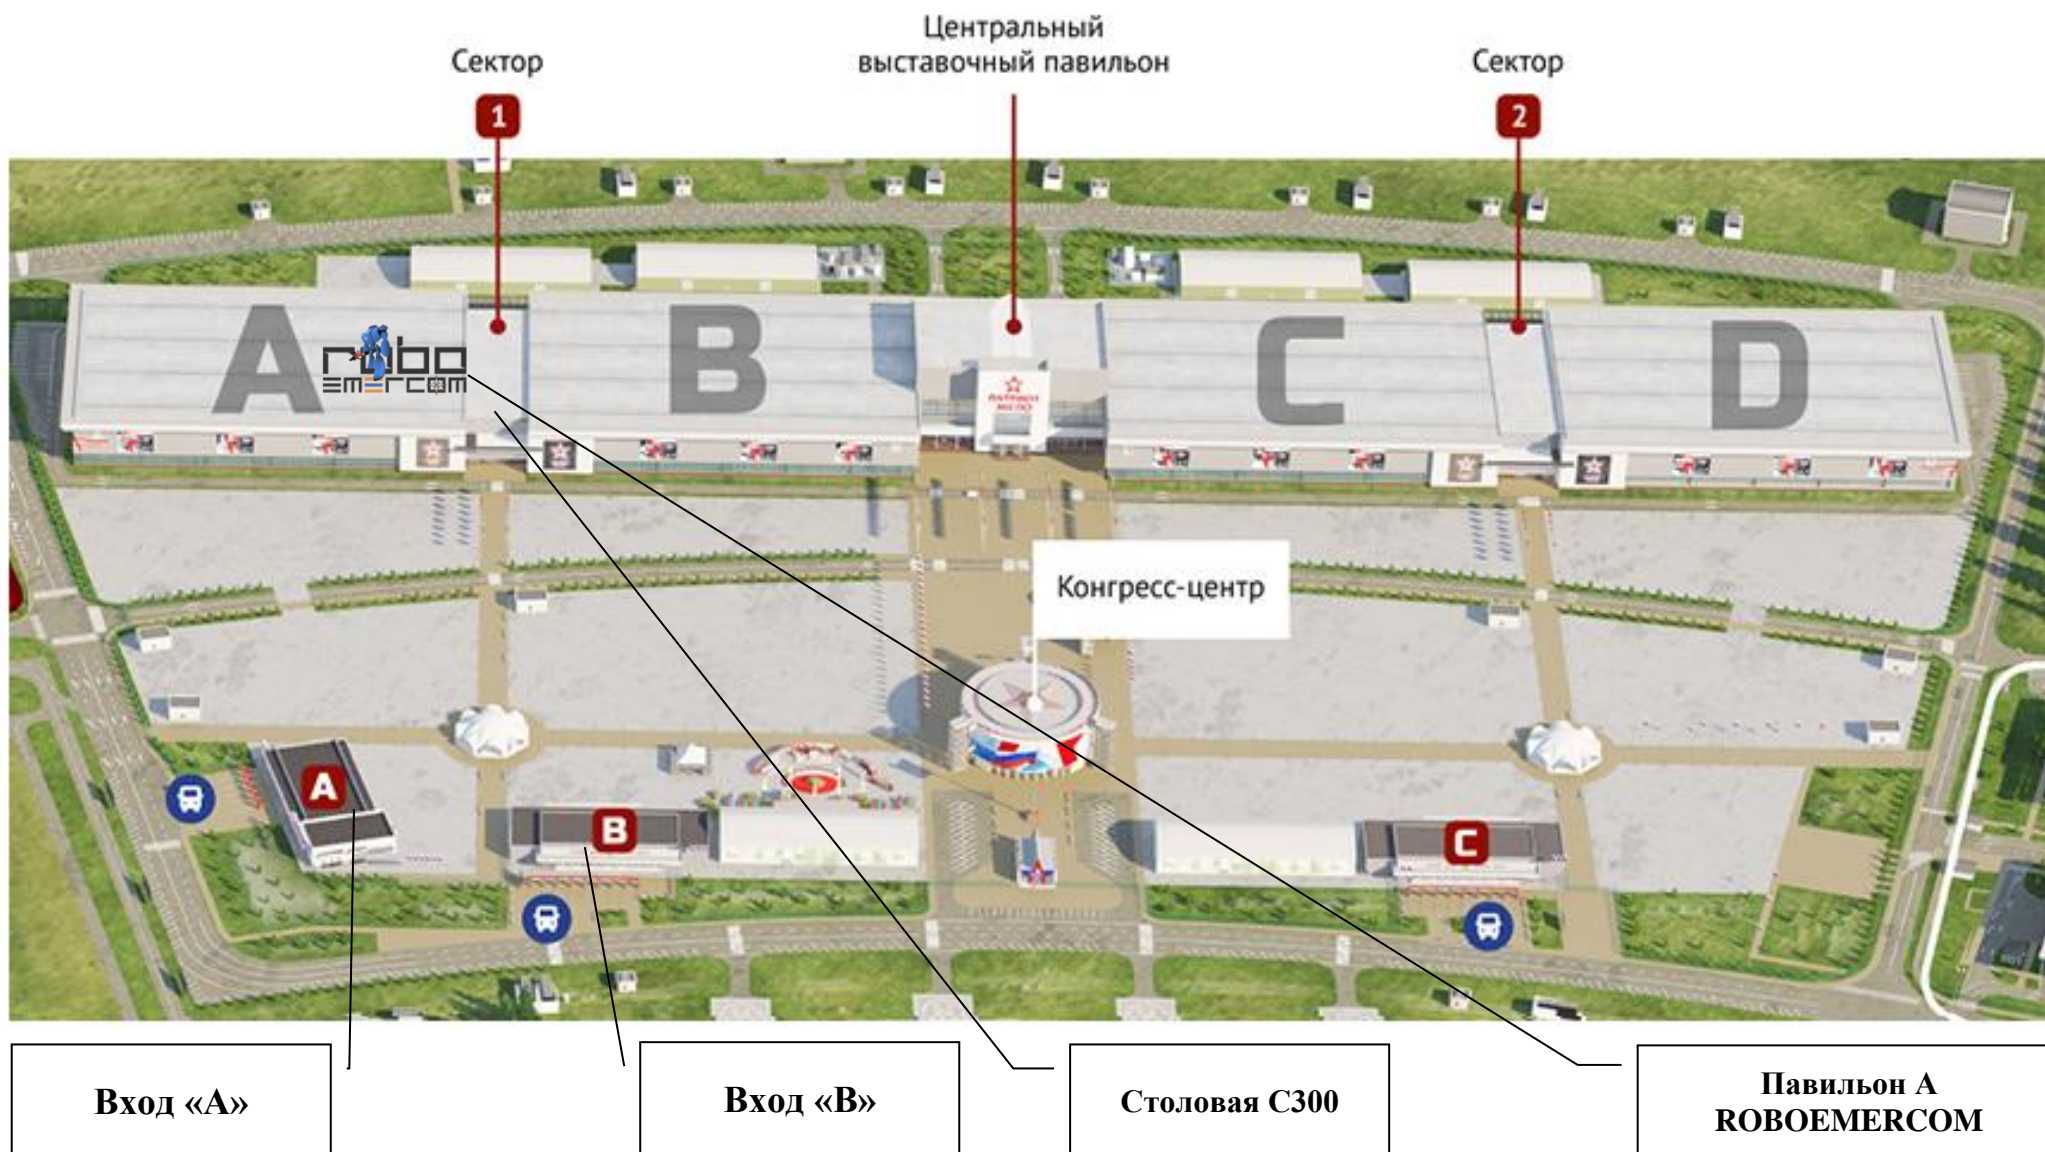 Центральный
выставочный павильон
Сектор
1
Сектор
2
A
robo
EMERCOM
B
C
D
Конгресс-центр
A
B
C
Вход «А»
Вход «В»
Столовая С300
Павильон А
ROBOEMERCOM